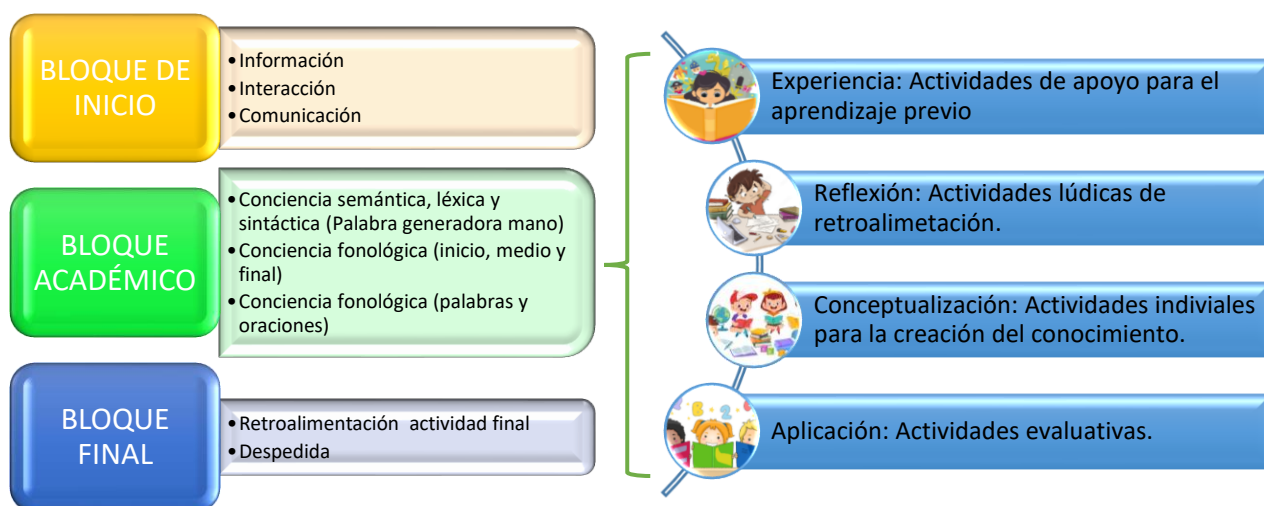 BLOQUE DE
INICIO
•Información
•Interacción
•Comunicación
BLOQUE
ACADÉMICO
•Conciencia semántica, léxica y
sintáctica (Palabra generadora mano)
•Conciencia fonológica (inicio, medio y
final)
•Conciencia fonológica (palabras y
oraciones)
BLOQUE
FINAL
•Retroalimentación actividad final
•Despedida
Experiencia: Actividades de apoyo para el
aprendizaje previo
Reflexión: Actividades lúdicas de
retroalimetación.
Conceptualización: Actividades indiviales
para la creación del conocimiento.
Aplicación: Actividades evaluativas.